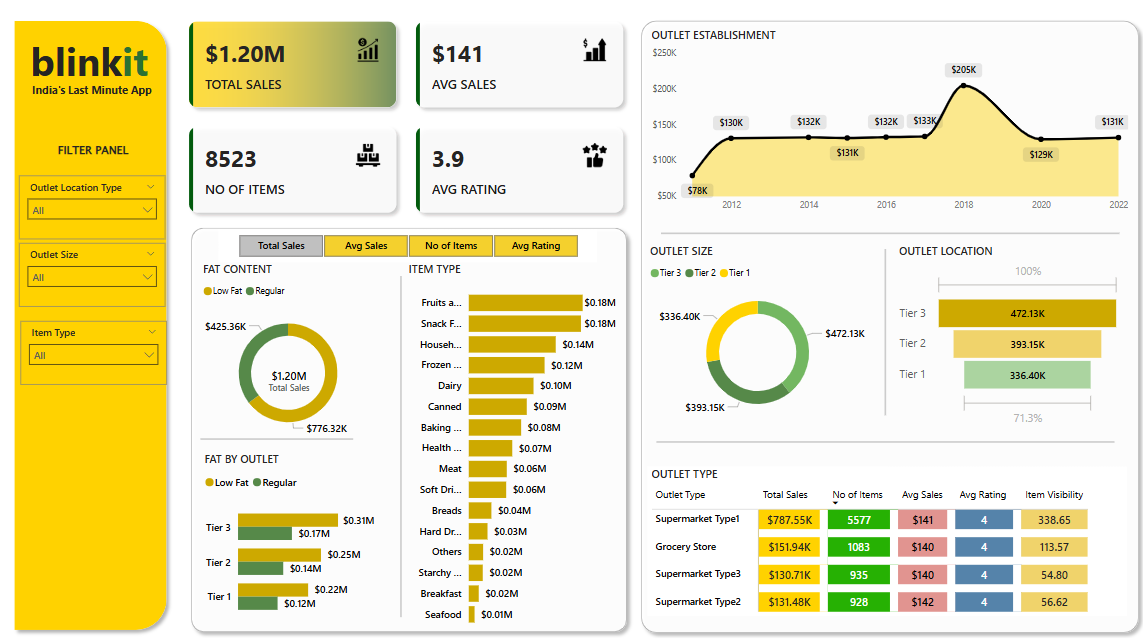 blinkit
India's Last Minute App
FILTER PANEL
Outlet Location Type
All
Outlet Size
All
Item Type
All
$1.20M
TOTAL SALES
$141
AVG SALES
8523
NO OF ITEMS
3.9
AVG RATING
Total Sales Avg Sales No of Items Avg Rating
FAT CONTENT
Low Fat Regular
$425.36K
$1.20M
Total Sales
$776.32K
FAT BY OUTLET
Low Fat Regular
Tier 3 $0.31M
$0.17M
Tier 2 $0.25M
$0.14M
Tier 1 $0.22M
$0.12M
ITEM TYPE
Fruits a... $0.18M
Snack F... $0.18M
Househ... $0.14M
Frozen ... $0.12M
Dairy $0.10M
Canned $0.09M
Baking ... $0.08M
Health ... $0.07M
Meat $0.06M
Soft Dri... $0.06M
Breads $0.04M
Hard Dr... $0.03M
Others $0.02M
Starchy ... $0.02M
Breakfast $0.02M
Seafood $0.01M
OUTLET ESTABLISHMENT
$250K
$200K
$150K
$100K
$50K
$78K
$130K
$132K
$131K
$132K
$133K
$205K
$129K
$131K
2012 2014 2016 2018 2020 2022
OUTLET SIZE
Tier 3 Tier 2 Tier 1
$336.40K
$472.13K
$393.15K
OUTLET LOCATION
100%
Tier 3 472.13K
Tier 2 393.15K
Tier 1 336.40K
71.3%
OUTLET TYPE
Outlet Type Total Sales No of Items Avg Sales Avg Rating Item Visibility
Supermarket Type1 $787.55K 5577 $141 4 338.65
Grocery Store $151.94K 1083 $140 4 113.57
Supermarket Type3 $130.71K 935 $140 4 54.80
Supermarket Type2 $131.48K 928 $142 4 56.62